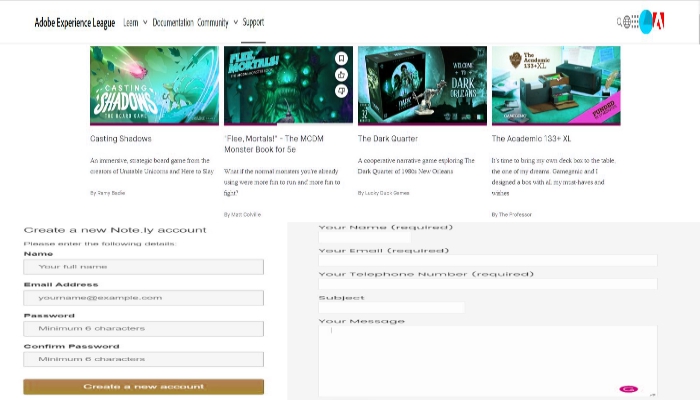 Adobe Experience League
Learn
Documentation
Community
Support
CASTING
SHADOWS
THE BOARD GAME
FLEE,
MORTALS!
WELCOME
TO
DARK
ORLEANS
The
Academic
133+XL
FUNDED
Casting Shadows
An immersive, strategic board game from the
creators of Unstable Unicorns and Here to Slay
By Ramy Badie
"Flee, Mortals!" - The MCDM
Monster Book for 5e
What if the normal monsters you're already
using were more fun to run and more fun to
fight?
By Matt Colville
The Dark Quarter
A cooperative narrative game exploring The
Dark Quarter of 1980s New Orleans
By Lucky Duck Games
The Academic 133+ XL
It's time to bring my own deck box to the table,
the one of my dreams. Gamegenic and I
designed a box with all my must-haves and
wishes
By The Professor
Create a new Note.ly account
Please enter the following details:
Name
Your full name
Email Address
yourname@example.com
Password
Minimum 6 characters
Confirm Password
Minimum 6 characters
Create a new account
Your Name (required)
Your Email (required)
Your Telephone Number (required)
Subject
Your Message